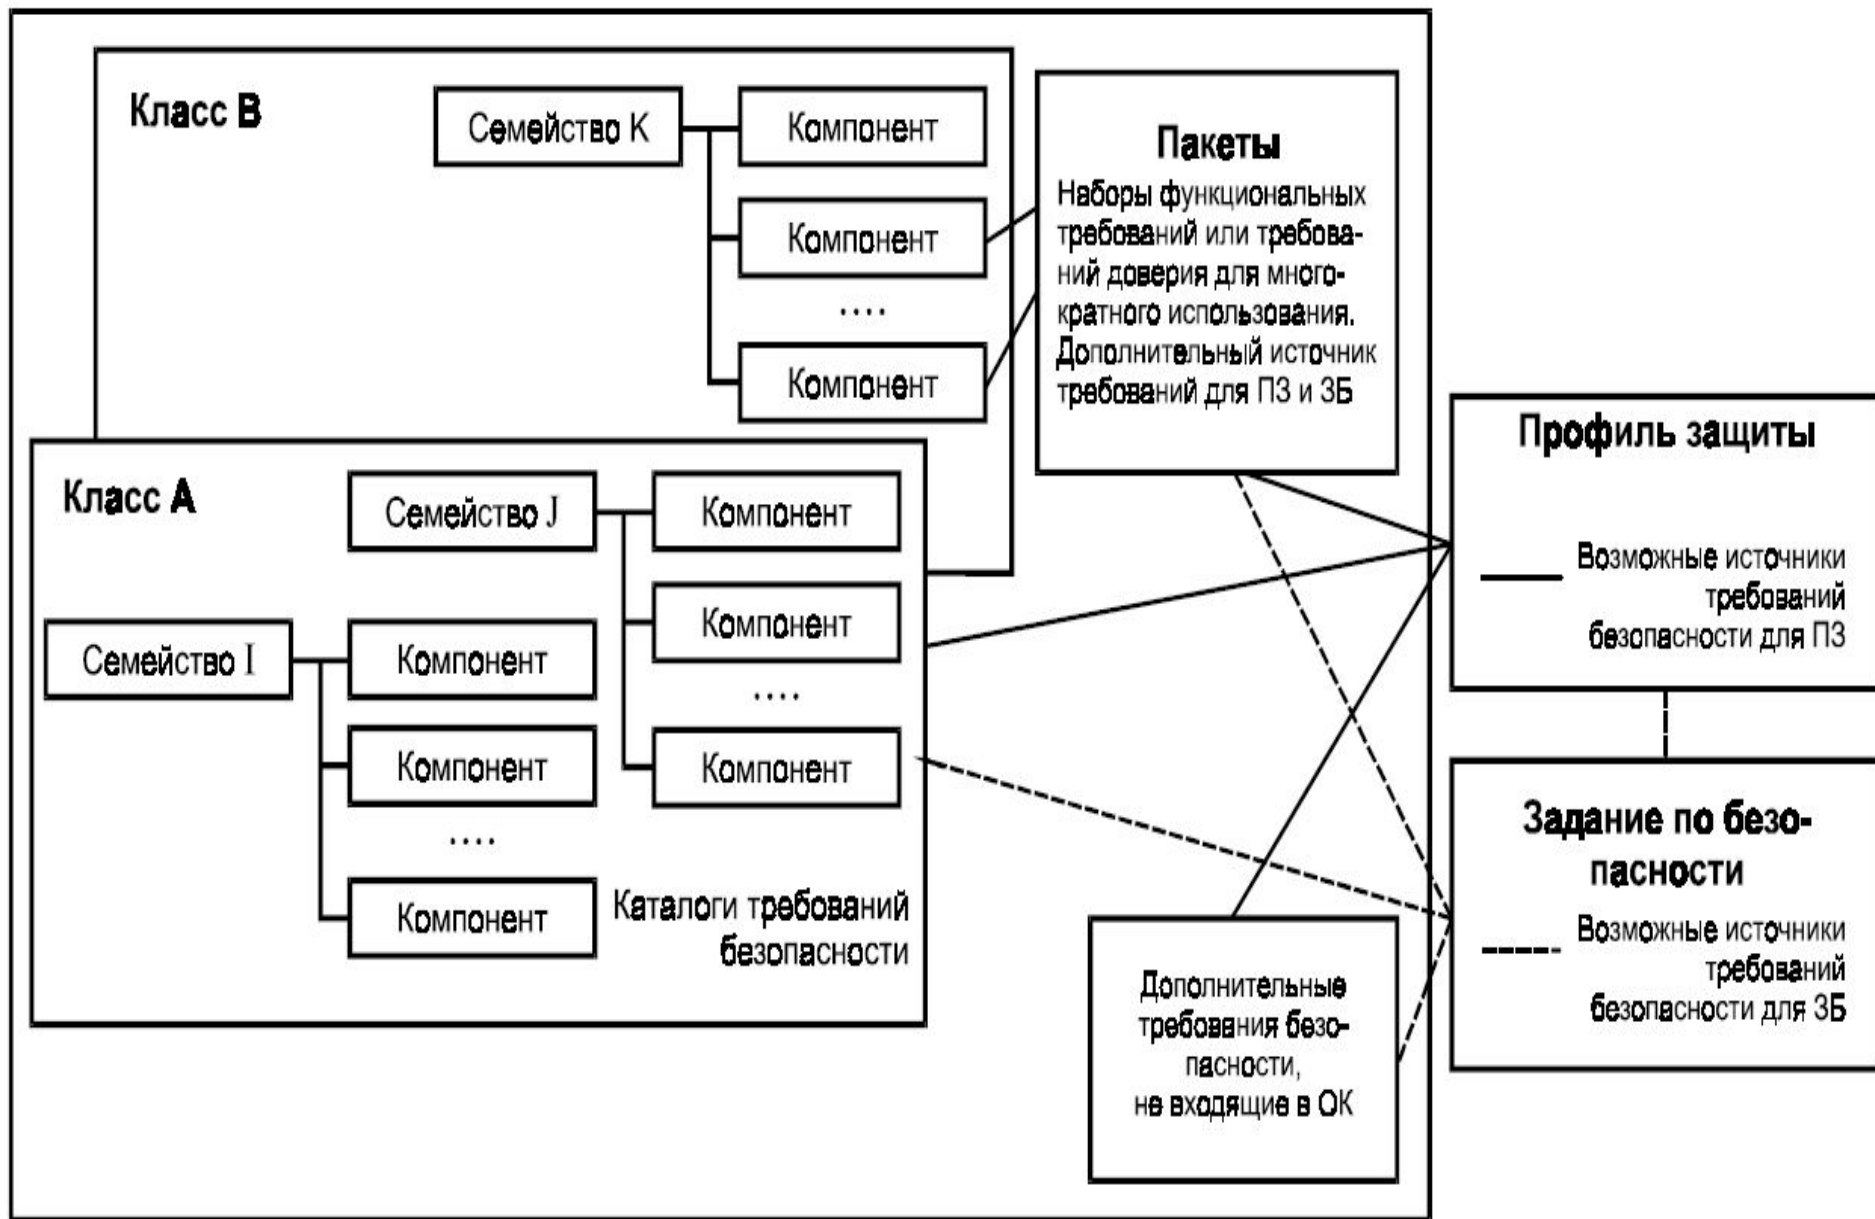 Класс B
Семейство K
Компонент
Компонент
....
Компонент
Пакеты
Наборы функциональных
требований или требова-
ний доверия для много-
кратного использования.
Дополнительный источник
требований для ПЗ и ЗБ
Класс A
Семейство J
Компонент
Компонент
....
Компонент
Семейство I
Компонент
Компонент
....
Компонент
Каталоги требований
безопасности
Профиль защиты
Возможные источники
требований
безопасности для ПЗ
Задание по безо-
пасности
Возможные источники
требований
безопасности для ЗБ
Дополнительные
требования безо-
пасности,
не входящие в ОК